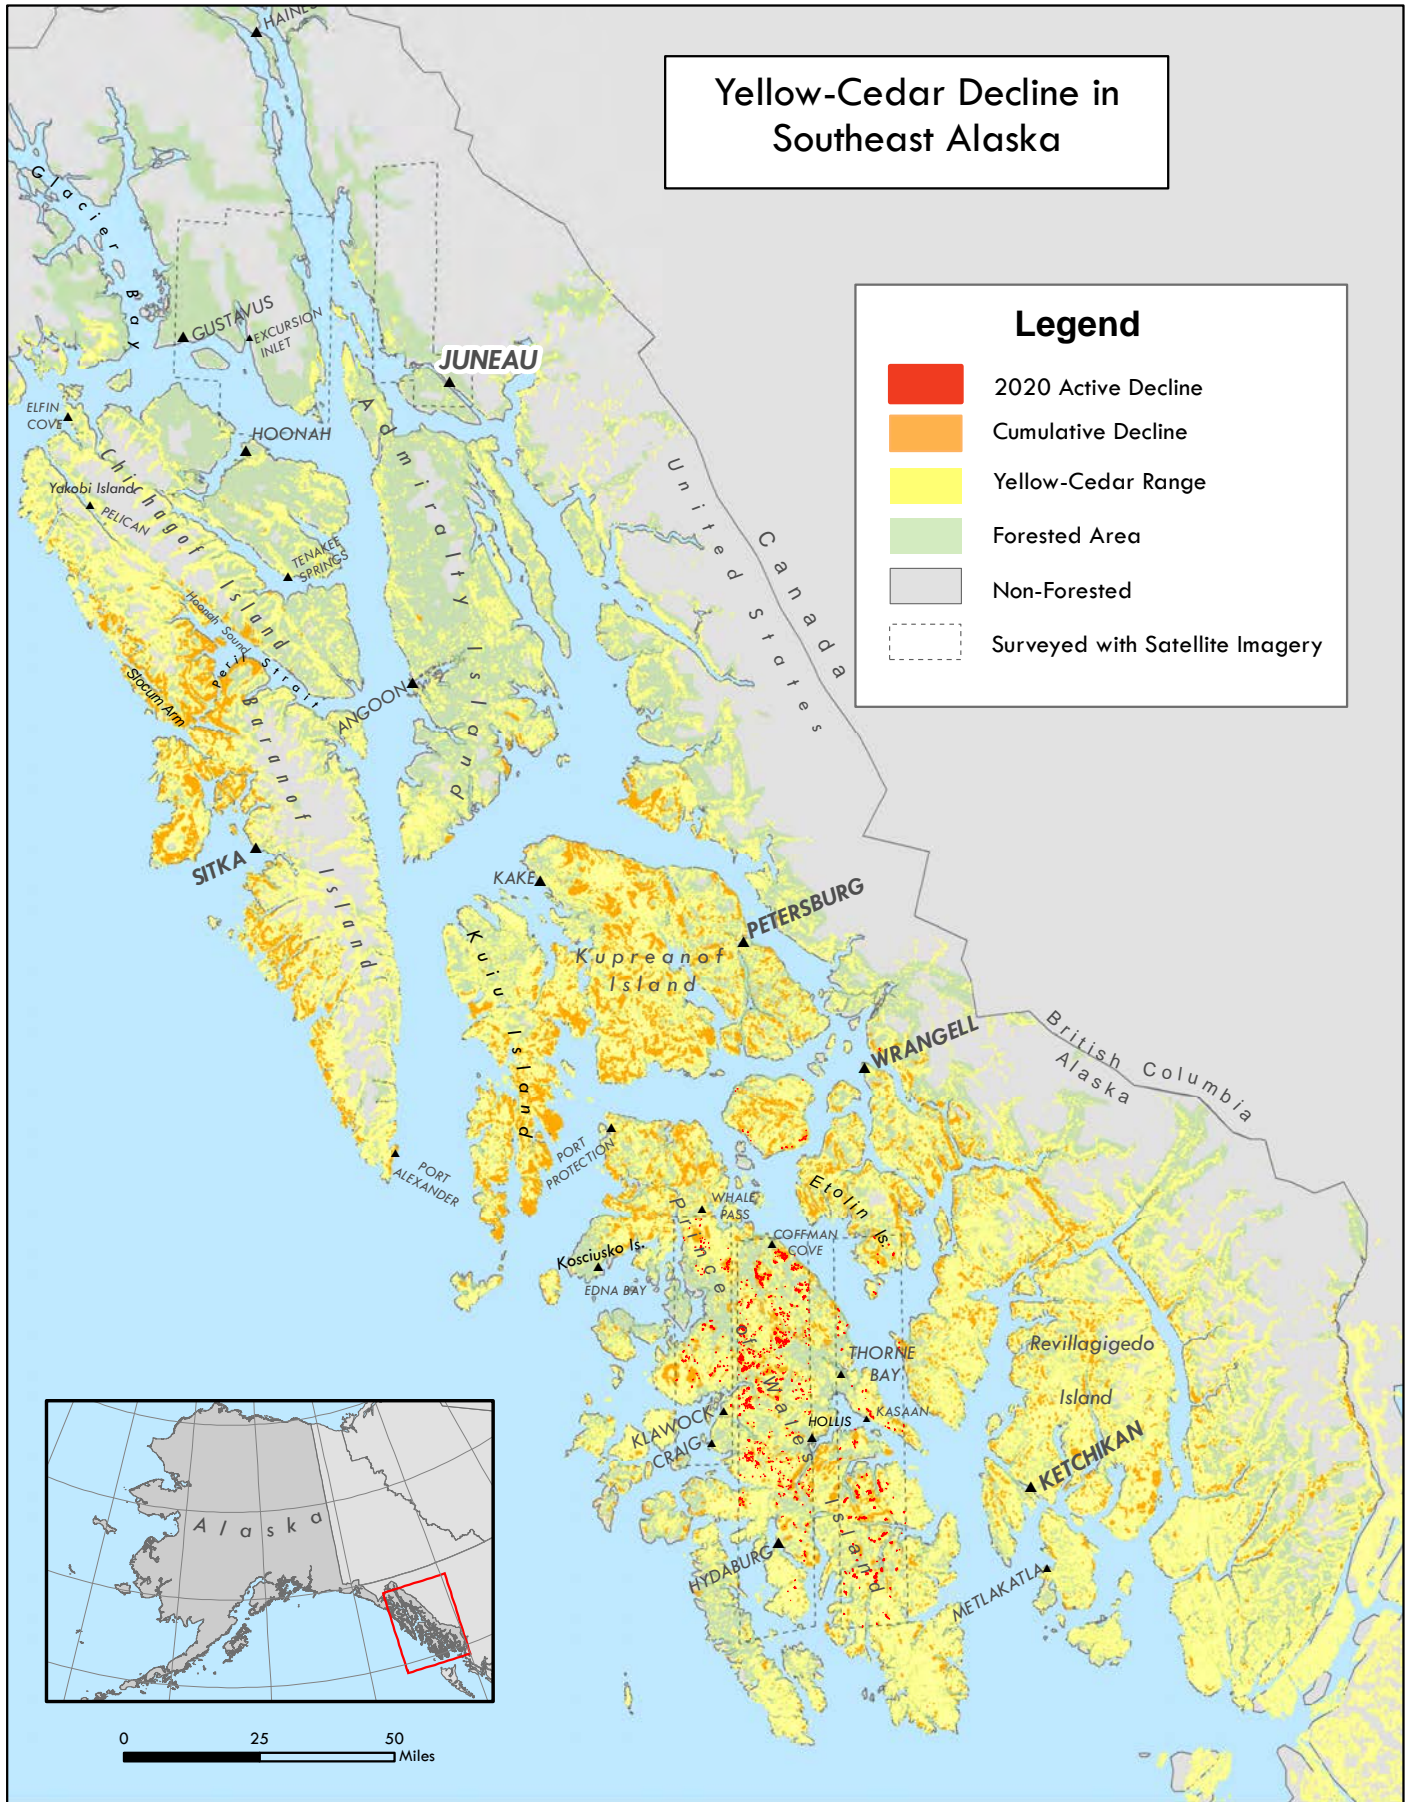 HAINES
Yellow-Cedar Decline in
Southeast Alaska
Glacier Bay
GUSTAVUS
EXCURSION
INLET
JUNEAU
Legend
2020 Active Decline
Cumulative Decline
Yellow-Cedar Range
Forested Area
Non-Forested
Surveyed with Satellite Imagery
ELFIN
COVE
HOONAH
Admiralty Island
Chichagof Island
Yakobi Island
PELICAN
TENAKEE
SPRINGS
United States
Canada
Hoonah Sound
Peril Strait
Slocum Arm
ANGOON
Baranof Island
SITKA
KAKE
PETERSBURG
Kupreanof
Island
Kuiu Island
WRANGELL
British Columbia
Alaska
PORT
PROTECTION
PORT
ALEXANDER
Etolin Is.
WHALE
PASS
COFFMAN
COVE
Kosciusko Is.
EDNA BAY
Prince of Wales Island
THORNE
BAY
Revillagigedo
Island
KLAWOCK
CRAIG
HOLLIS
KASAAN
KETCHIKAN
HYDABURG
METLAKATLA
Alaska
0 25 50
Miles